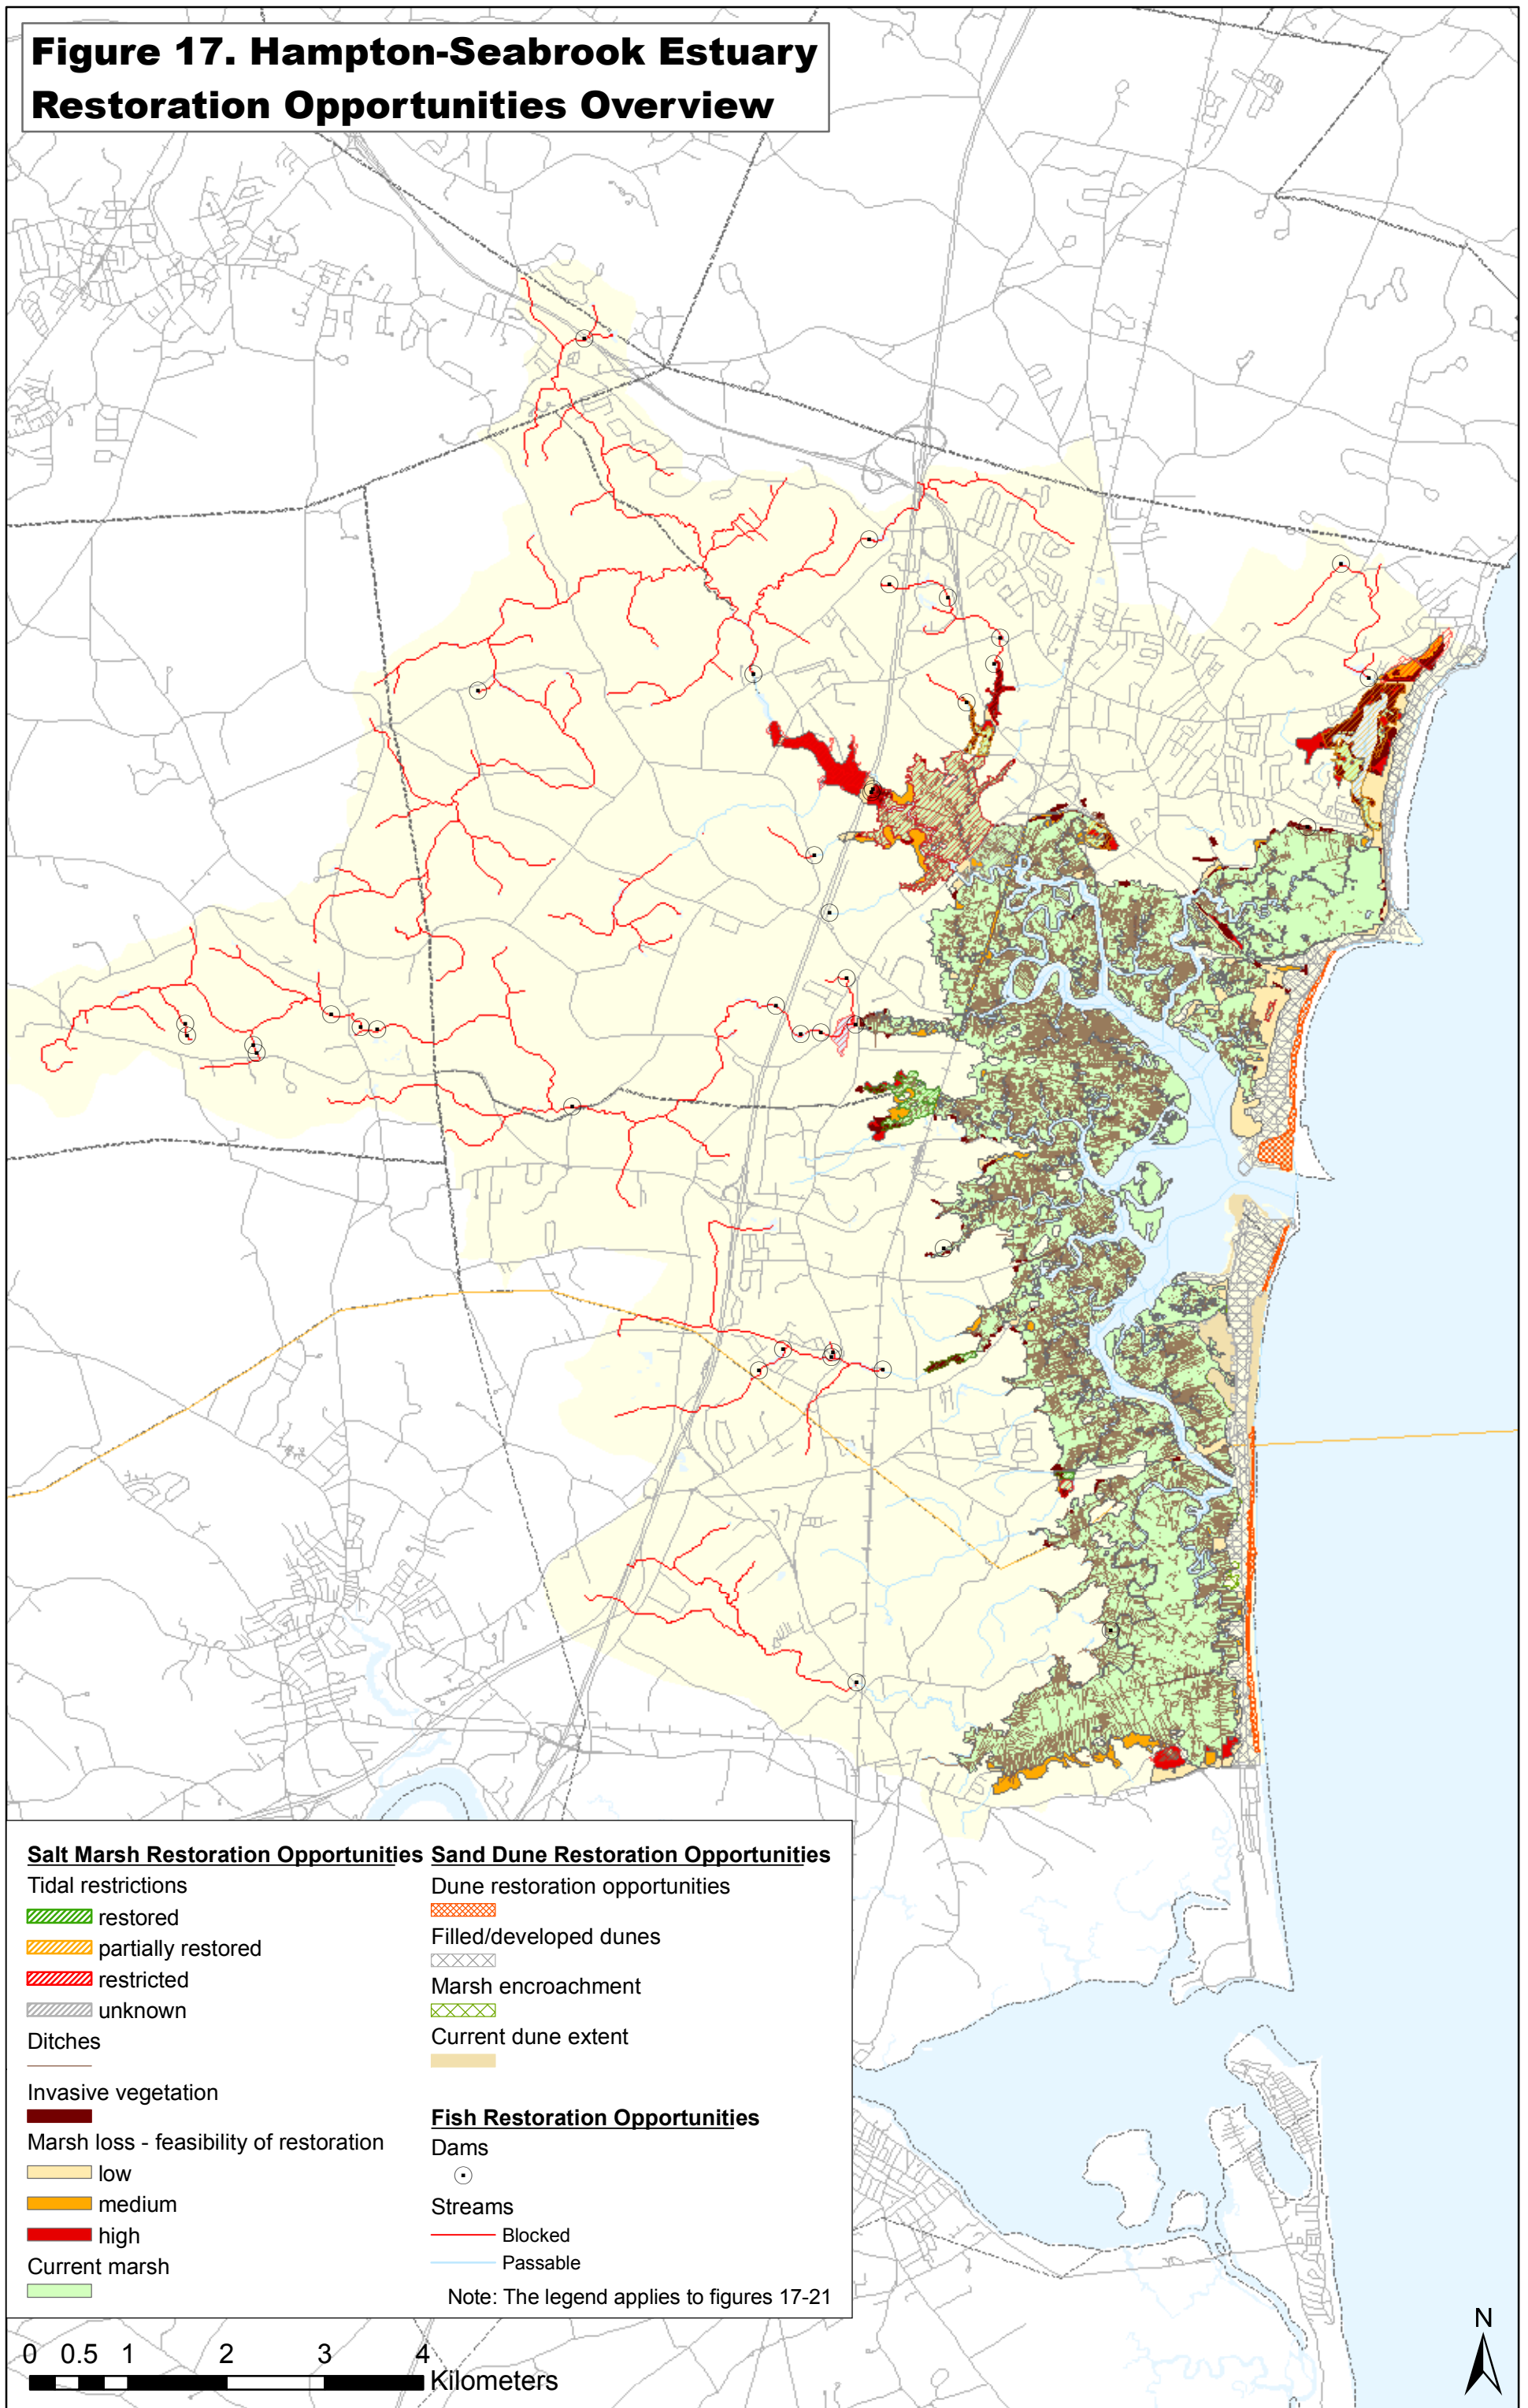 Figure 17. Hampton-Seabrook Estuary
Restoration Opportunities Overview
Salt Marsh Restoration Opportunities
Tidal restrictions
restored
partially restored
restricted
unknown
Ditches
Invasive vegetation
Marsh loss - feasibility of restoration
low
medium
high
Current marsh
Sand Dune Restoration Opportunities
Dune restoration opportunities
Filled/developed dunes
Marsh encroachment
Current dune extent
Fish Restoration Opportunities
Dams
Streams
Blocked
Passable
Note: The legend applies to figures 17-21
0 0.5 1 2 3 4
Kilometers
N